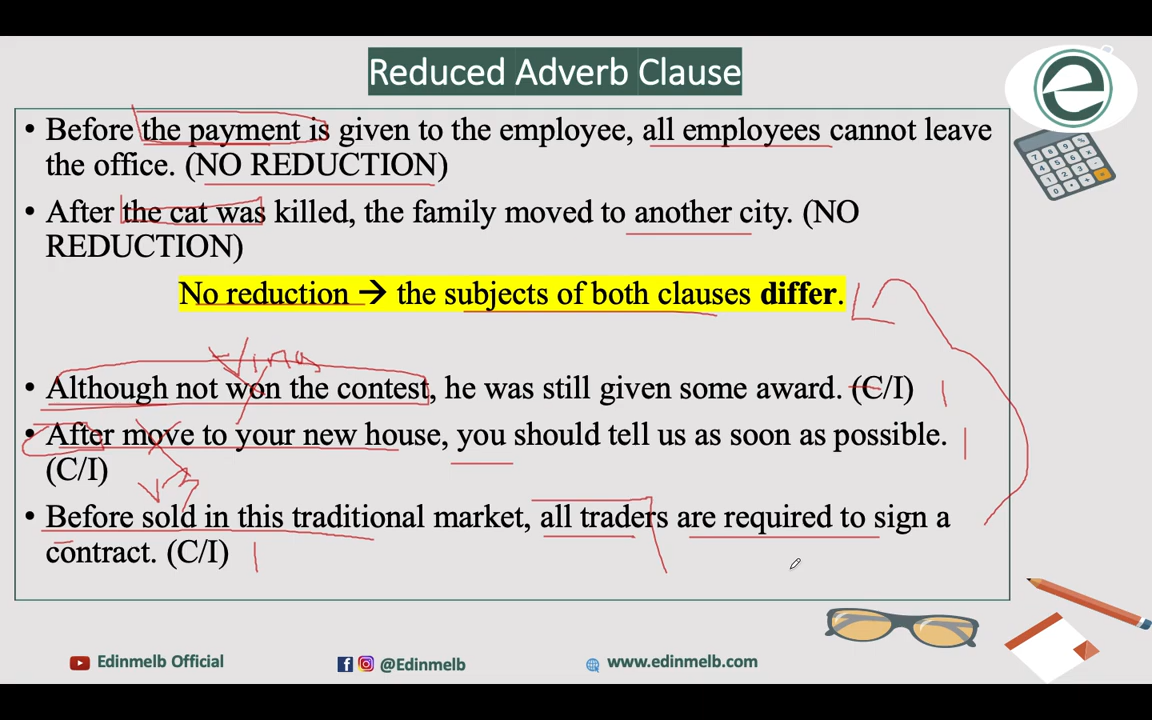 Reduced Adverb Clause
• Before the payment is given to the employee, all employees cannot leave
the office. (NO REDUCTION)
• After the cat was killed, the family moved to another city. (NO
REDUCTION)
No reduction → the subjects of both clauses differ.
Ving
• Although not won the contest, he was still given some award. (C/I) |
• After move to your new house, you should tell us as soon as possible. |
(C/I)
V3
• Before sold in this traditional market, all traders are required to sign a
contract. (C/I) |
Edinmelb Official @Edinmelb www.edinmelb.com